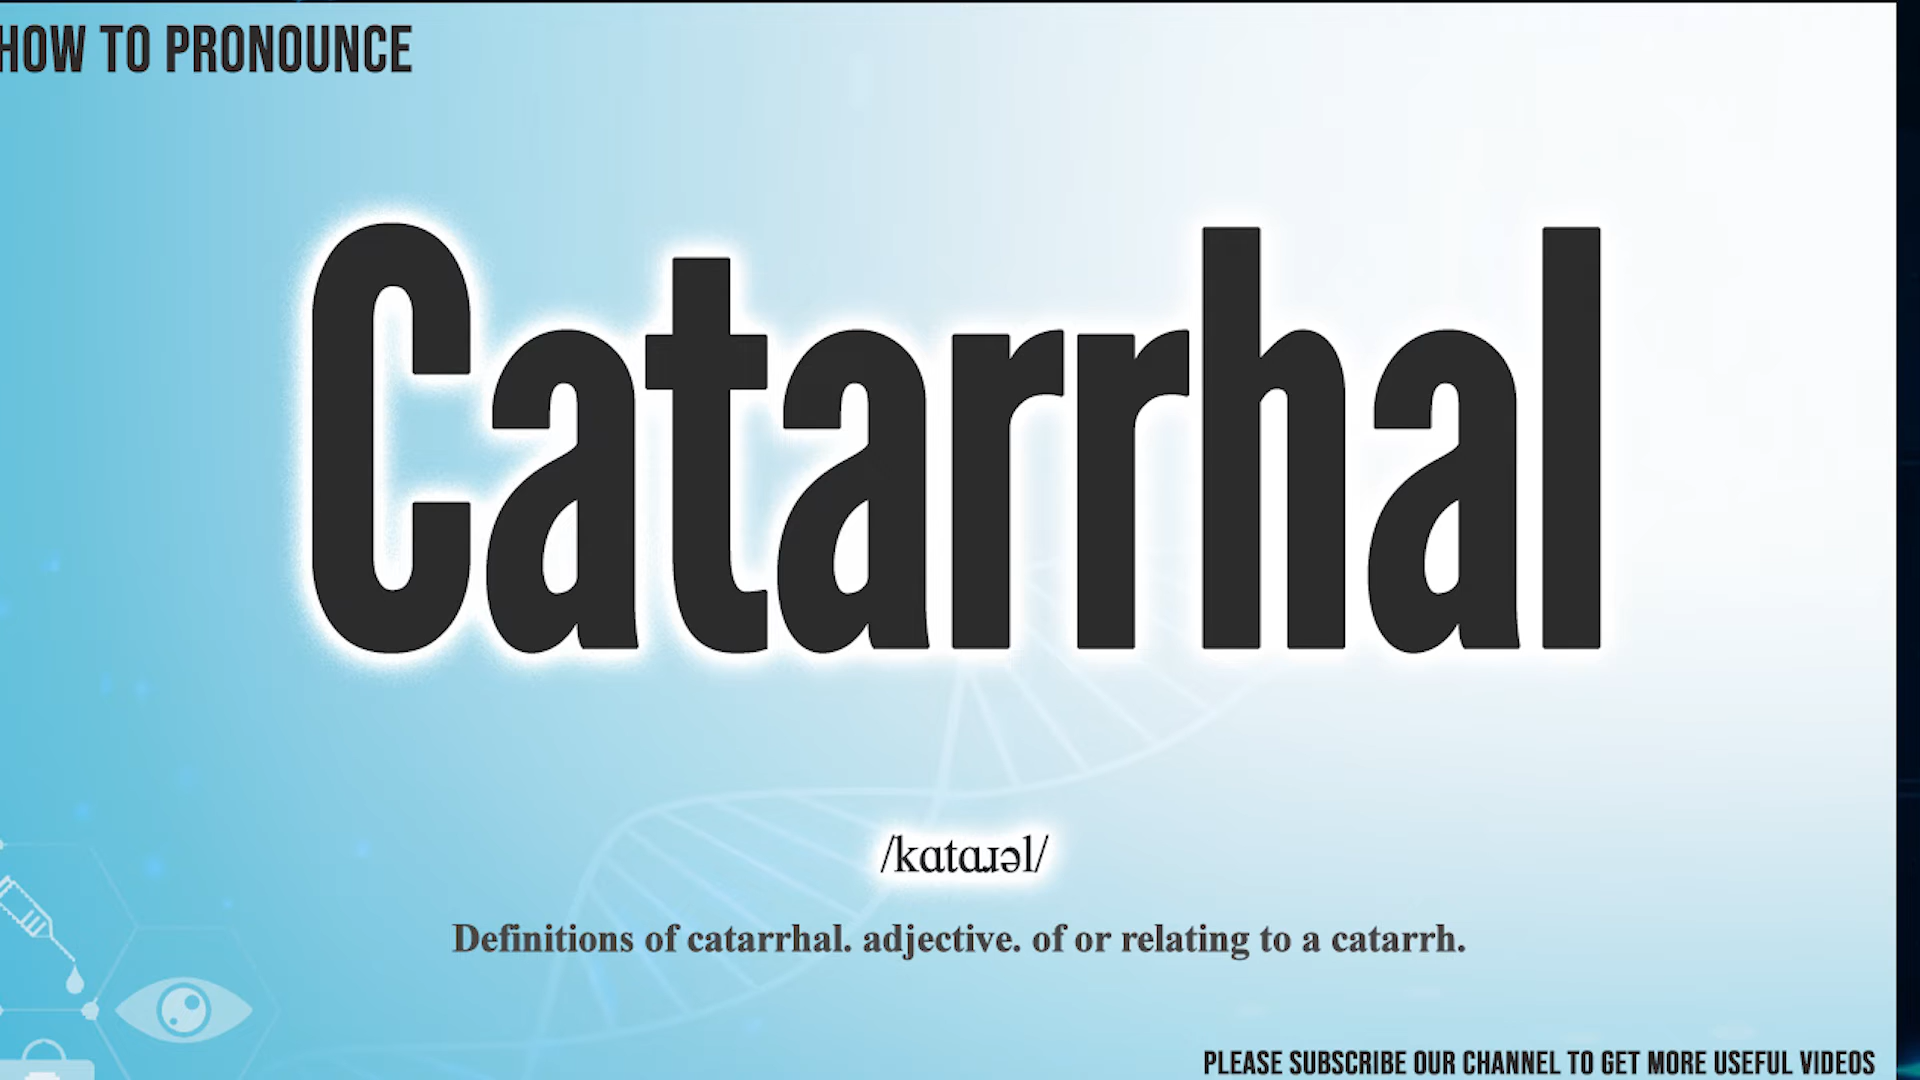 HOW TO PRONOUNCE
Catarrhal
/kɑtɑɹəl/
Definitions of catarrhal. adjective. of or relating to a catarrh.
PLEASE SUBSCRIBE OUR CHANNEL TO GET MORE USEFUL VIDEOS